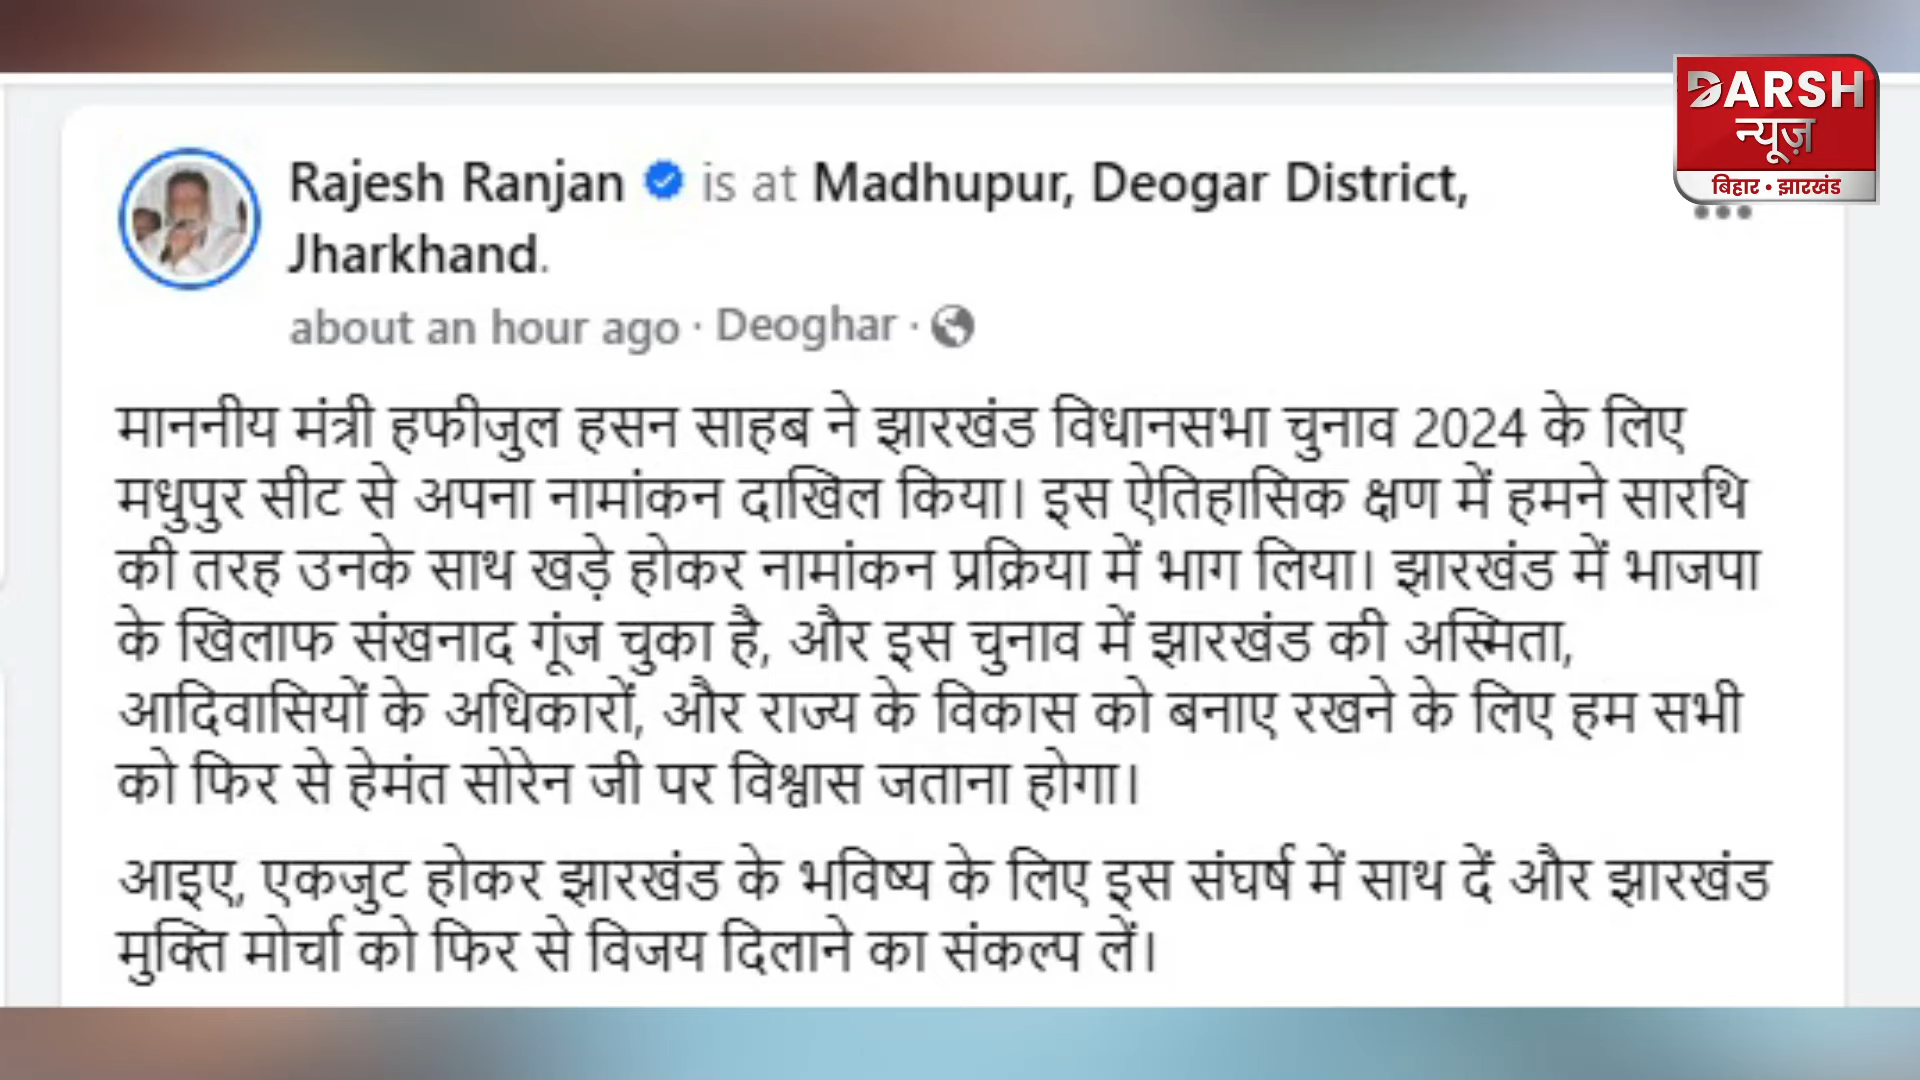 DARSH
न्यूज़
बिहार • झारखंड
Rajesh Ranjan is at Madhupur, Deogar District,
Jharkhand.
about an hour ago · Deoghar ·
माननीय मंत्री हफीजुल हसन साहब ने झारखंड विधानसभा चुनाव 2024 के लिए
मधुपुर सीट से अपना नामांकन दाखिल किया। इस ऐतिहासिक क्षण में हमने सारथि
की तरह उनके साथ खड़े होकर नामांकन प्रक्रिया में भाग लिया। झारखंड में भाजपा
के खिलाफ संखनाद गूंज चुका है, और इस चुनाव में झारखंड की अस्मिता,
आदिवासियों के अधिकारों, और राज्य के विकास को बनाए रखने के लिए हम सभी
को फिर से हेमंत सोरेन जी पर विश्वास जताना होगा।
आइए, एकजुट होकर झारखंड के भविष्य के लिए इस संघर्ष में साथ दें और झारखंड
मुक्ति मोर्चा को फिर से विजय दिलाने का संकल्प लें।